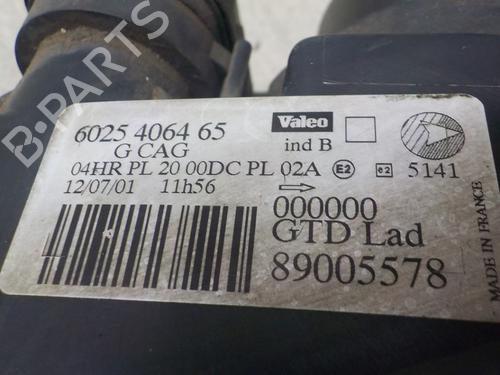 B-PARTS
6025 4064 65
Valeo
ind B
G CAG
04HR PL 20 00DC PL 02A E2 e2 5141
12/07/01 11h56
000000
GTD Lad
89005578
MADE IN FRANCE